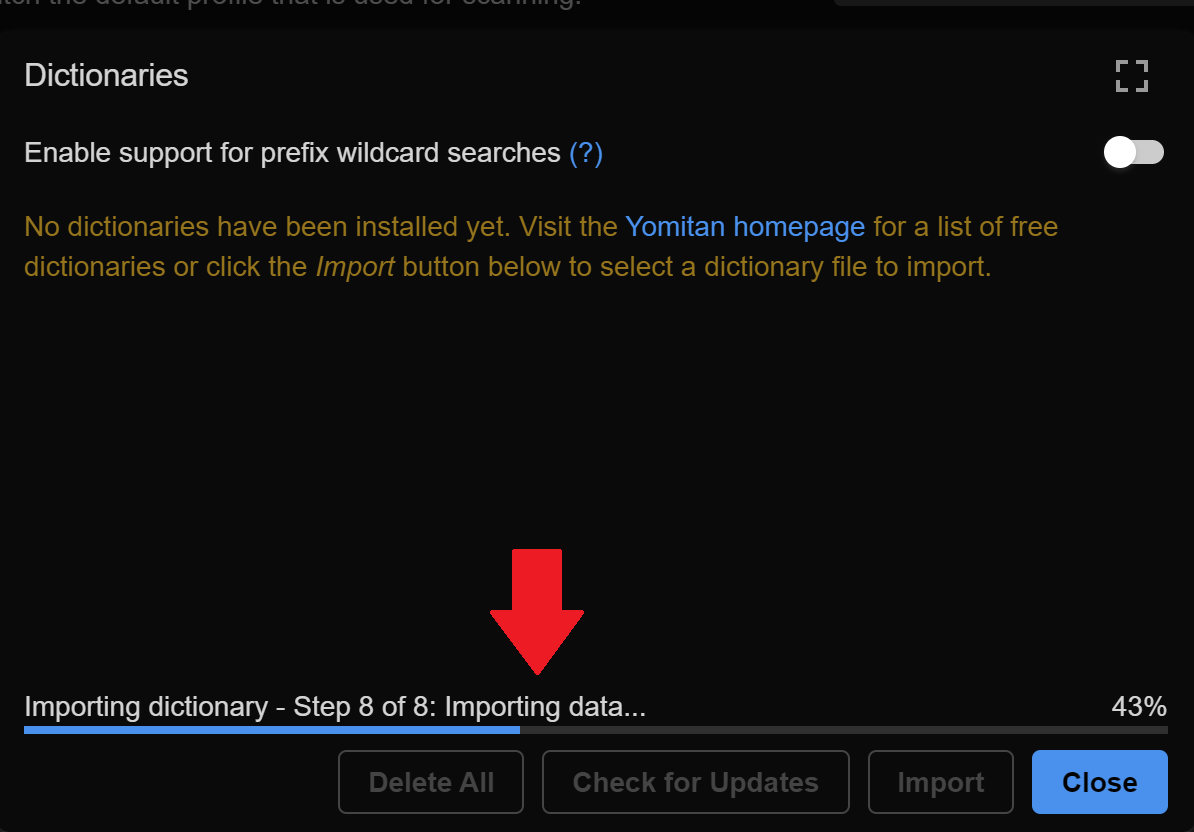 the default profile that is used for scanning.
Dictionaries
Enable support for prefix wildcard searches (?)
No dictionaries have been installed yet. Visit the Yomitan homepage for a list of free
dictionaries or click the Import button below to select a dictionary file to import.
Importing dictionary - Step 8 of 8: Importing data...
43%
Delete All
Check for Updates
Import
Close